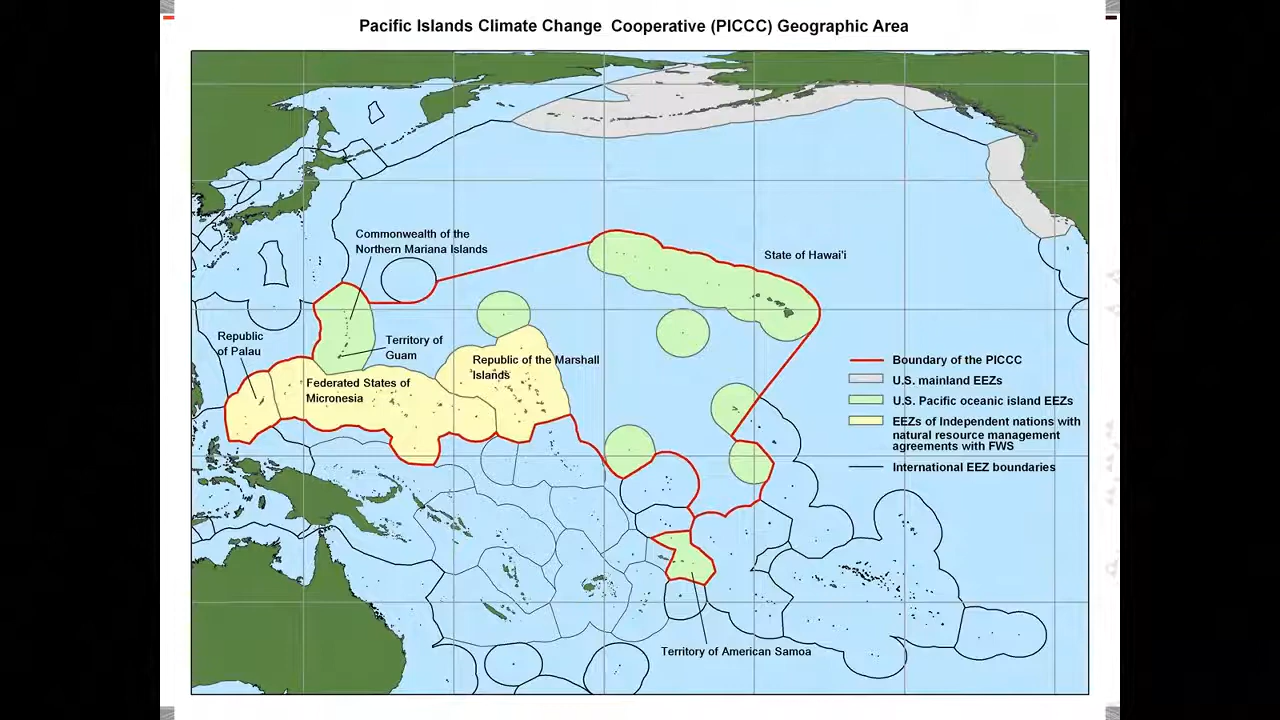 Pacific Islands Climate Change  Cooperative (PICCC) Geographic Area
Commonwealth of the
Northern Mariana Islands
State of Hawai'i
Republic
of Palau
Territory of
Guam
Republic of the Marshall
Islands
Federated States of
Micronesia
Boundary of the PICCC
U.S. mainland EEZs
U.S. Pacific oceanic island EEZs
EEZs of Independent nations with
natural resource management
agreements with FWS
International EEZ boundaries
Territory of American Samoa